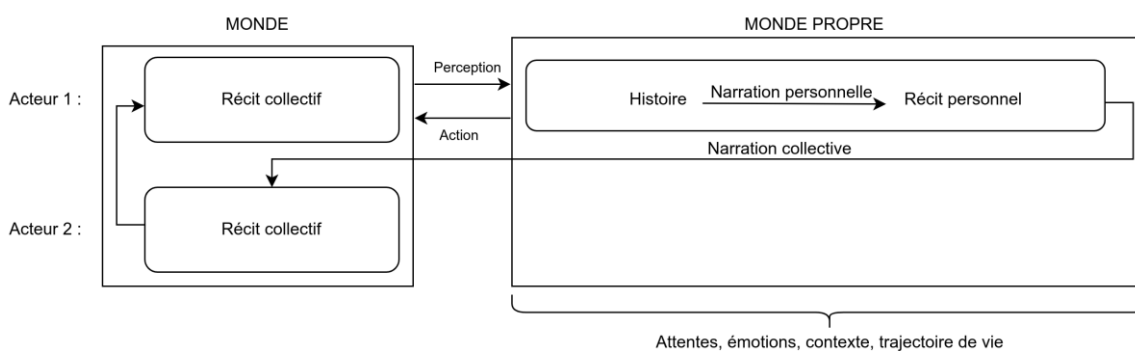 MONDE
MONDE PROPRE
Perception
Acteur 1 :
Récit collectif
Histoire
Narration personnelle
Récit personnel
Action
Narration collective
Acteur 2 :
Récit collectif
Attentes, émotions, contexte, trajectoire de vie